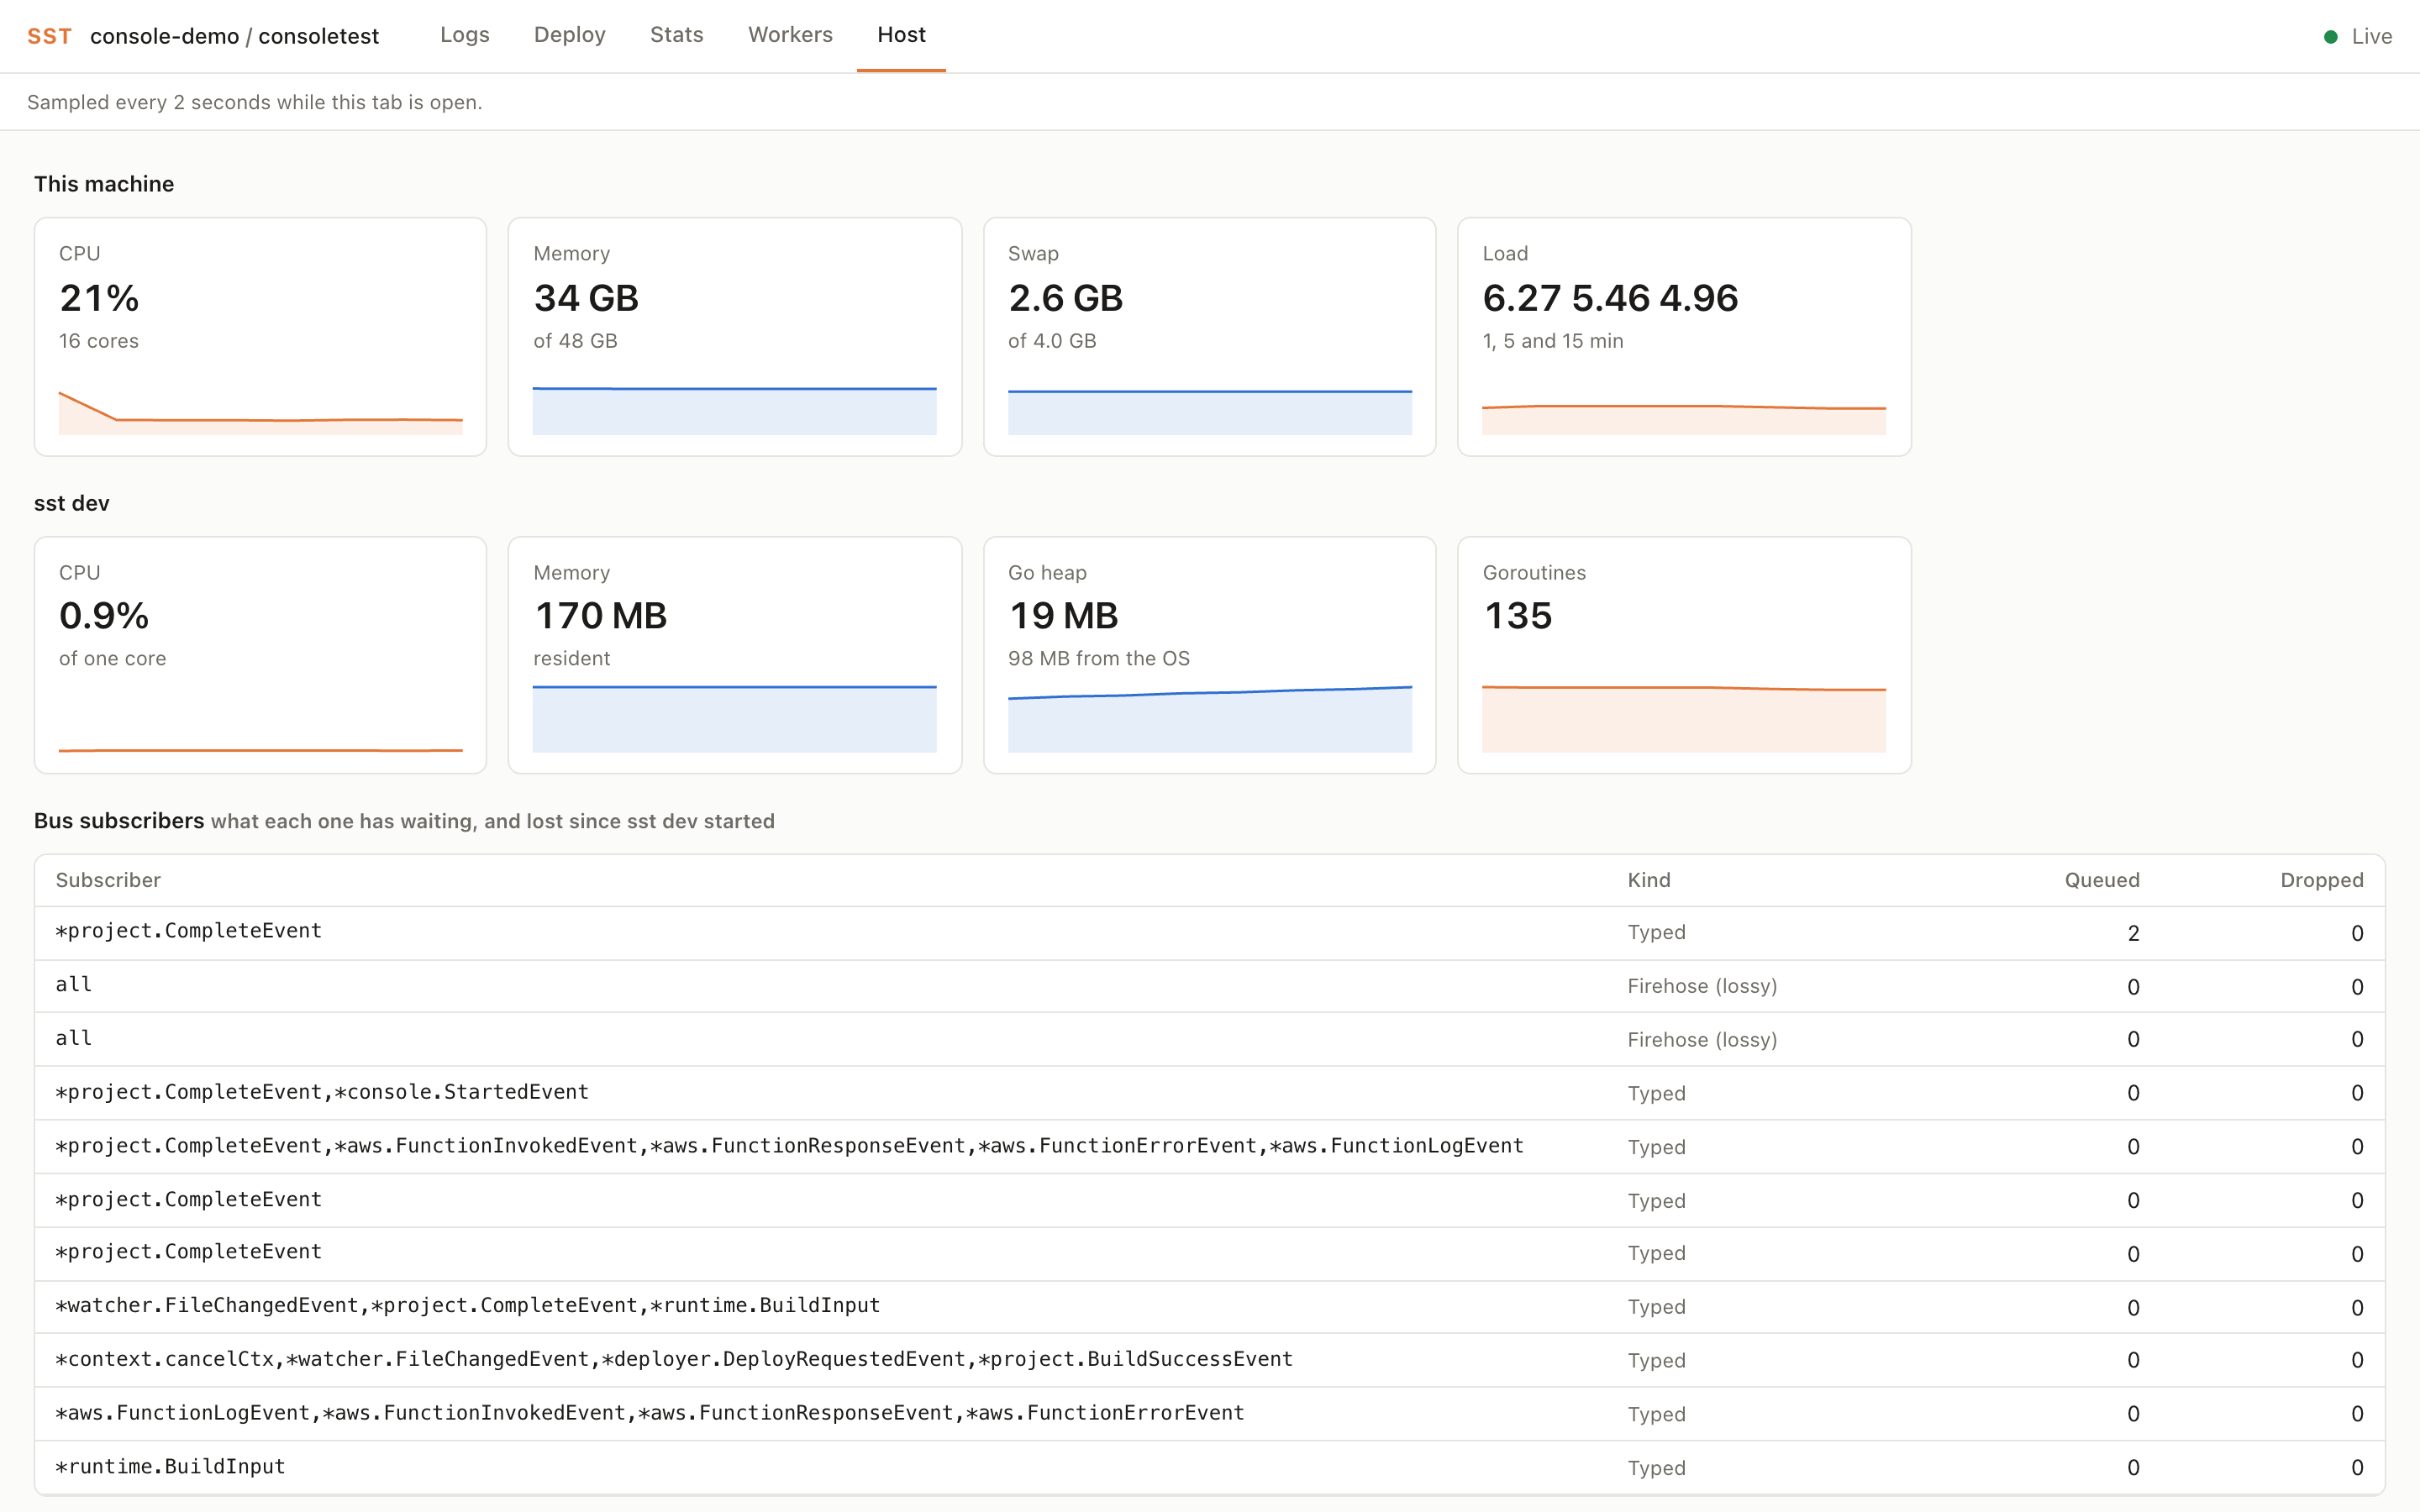 SST console-demo / consoletest Logs Deploy Stats Workers Host Live
Sampled every 2 seconds while this tab is open.
This machine
CPU
21%
16 cores
Memory
34 GB
of 48 GB
Swap
2.6 GB
of 4.0 GB
Load
6.27 5.46 4.96
1, 5 and 15 min
sst dev
CPU
0.9%
of one core
Memory
170 MB
resident
Go heap
19 MB
98 MB from the OS
Goroutines
135
Bus subscribers what each one has waiting, and lost since sst dev started
Subscriber Kind Queued Dropped
*project.CompleteEvent Typed 2 0
all Firehose (lossy) 0 0
all Firehose (lossy) 0 0
*project.CompleteEvent,*console.StartedEvent Typed 0 0
*project.CompleteEvent,*aws.FunctionInvokedEvent,*aws.FunctionResponseEvent,*aws.FunctionErrorEvent,*aws.FunctionLogEvent Typed 0 0
*project.CompleteEvent Typed 0 0
*project.CompleteEvent Typed 0 0
*watcher.FileChangedEvent,*project.CompleteEvent,*runtime.BuildInput Typed 0 0
*context.cancelCtx,*watcher.FileChangedEvent,*deployer.DeployRequestedEvent,*project.BuildSuccessEvent Typed 0 0
*aws.FunctionLogEvent,*aws.FunctionInvokedEvent,*aws.FunctionResponseEvent,*aws.FunctionErrorEvent Typed 0 0
*runtime.BuildInput Typed 0 0